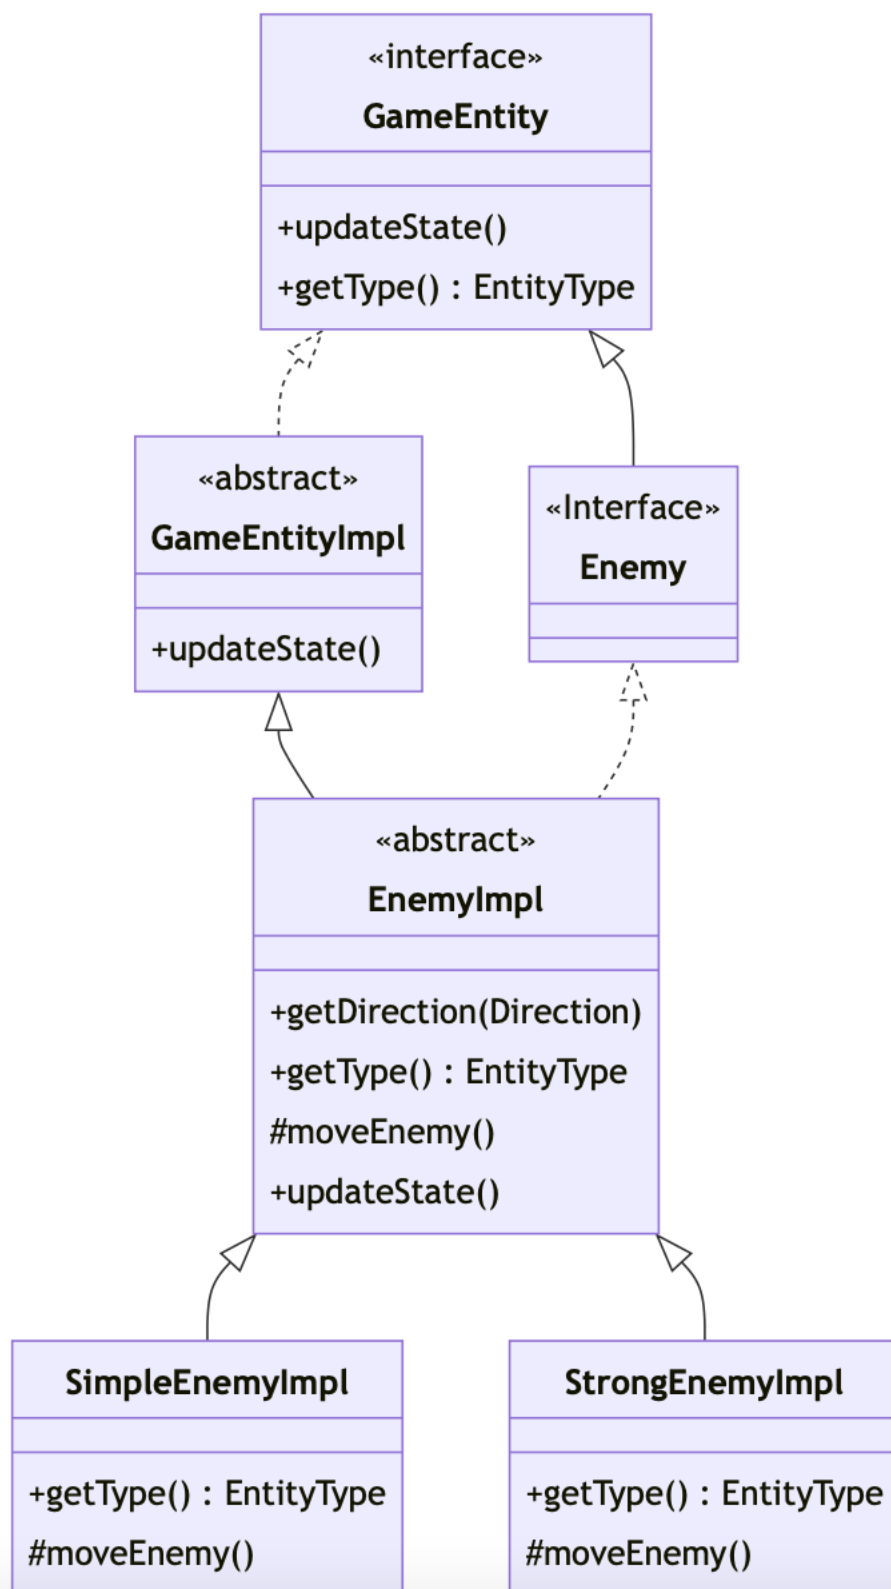 «interface»
GameEntity
+updateState()
+getType() : EntityType
«abstract»
GameEntityImpl
+updateState()
«Interface»
Enemy
«abstract»
EnemyImpl
+getDirection(Direction)
+getType() : EntityType
#moveEnemy()
+updateState()
SimpleEnemyImpl
+getType() : EntityType
#moveEnemy()
StrongEnemyImpl
+getType() : EntityType
#moveEnemy()